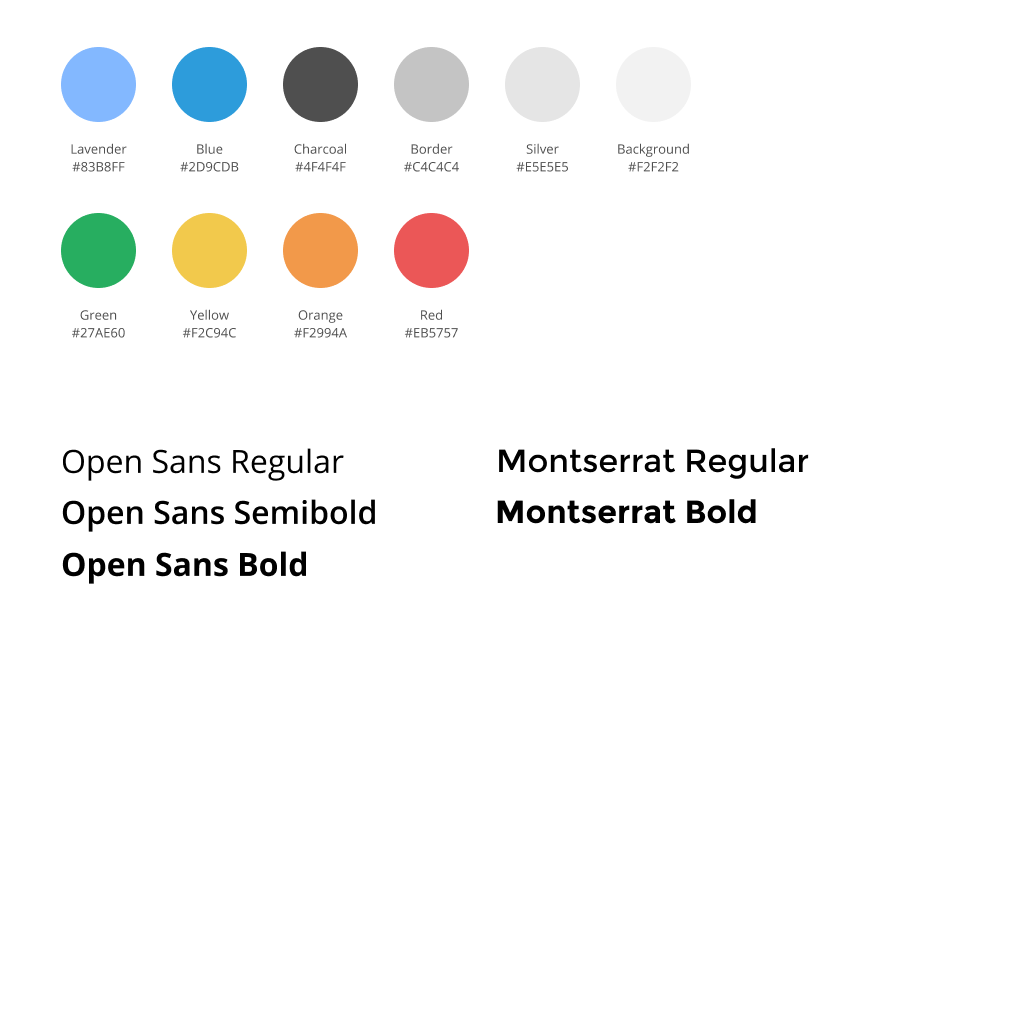 Lavender
#83B8FF
Blue
#2D9CDB
Charcoal
#4F4F4F
Border
#C4C4C4
Silver
#E5E5E5
Background
#F2F2F2
Green
#27AE60
Yellow
#F2C94C
Orange
#F2994A
Red
#EB5757
Open Sans Regular
Open Sans Semibold
Open Sans Bold
Montserrat Regular
Montserrat Bold